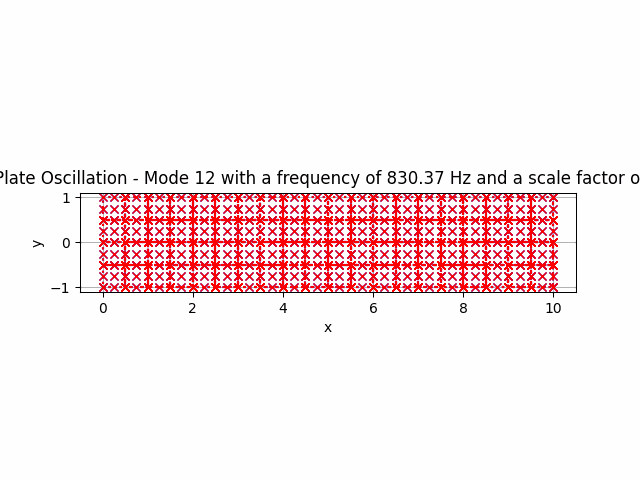 Plate Oscillation - Mode 12 with a frequency of 830.37 Hz and a scale factor o
1
0
−1
y
0 2 4 6 8 10
x